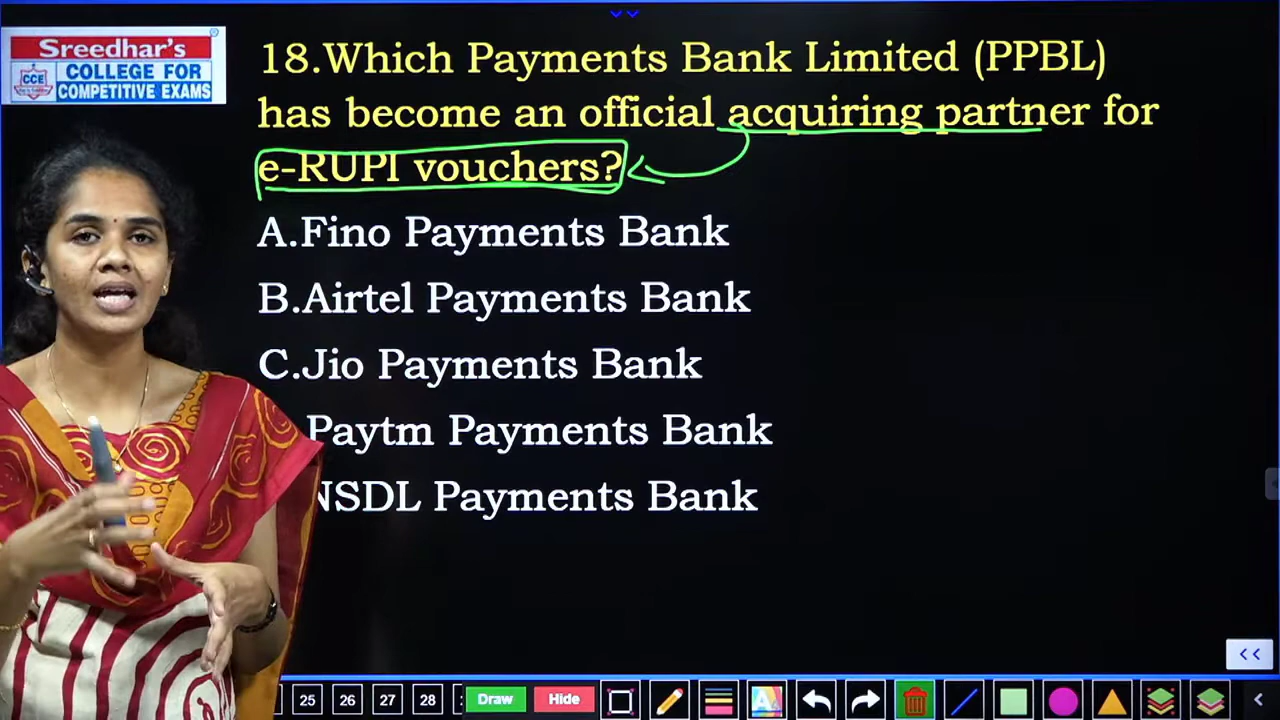 Sreedhar's
CCE
COLLEGE FOR
COMPETITIVE EXAMS
18.Which Payments Bank Limited (PPBL)
has become an official acquiring partner for
e-RUPI vouchers?
A.Fino Payments Bank
B.Airtel Payments Bank
C.Jio Payments Bank
Paytm Payments Bank
NSDL Payments Bank
25 26 27 28 Draw Hide